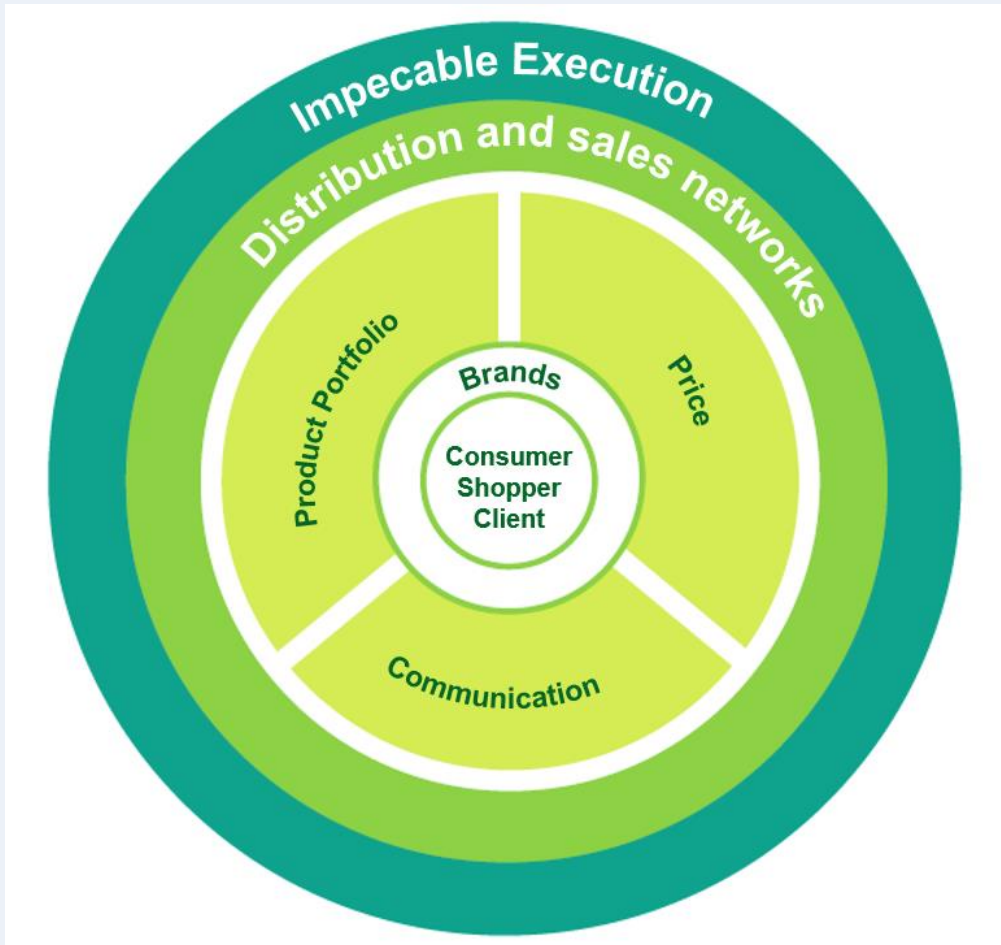 Impecable Execution
Distribution and sales networks
Product Portfolio
Price
Brands
Consumer
Shopper
Client
Communication